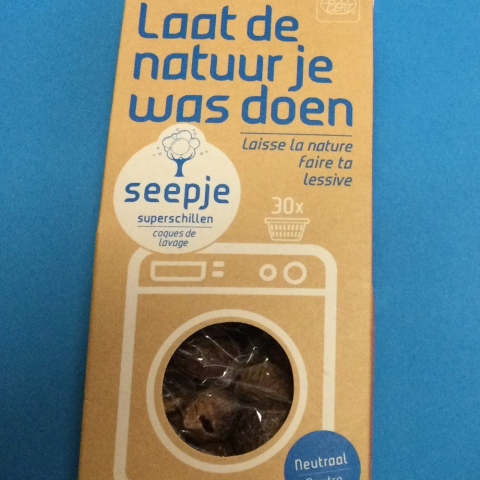 Laat de
natuur je
was doen
Laisse la nature
faire ta
lessive
seepje
superschillen
coques de
lavage
30x
Neutraal